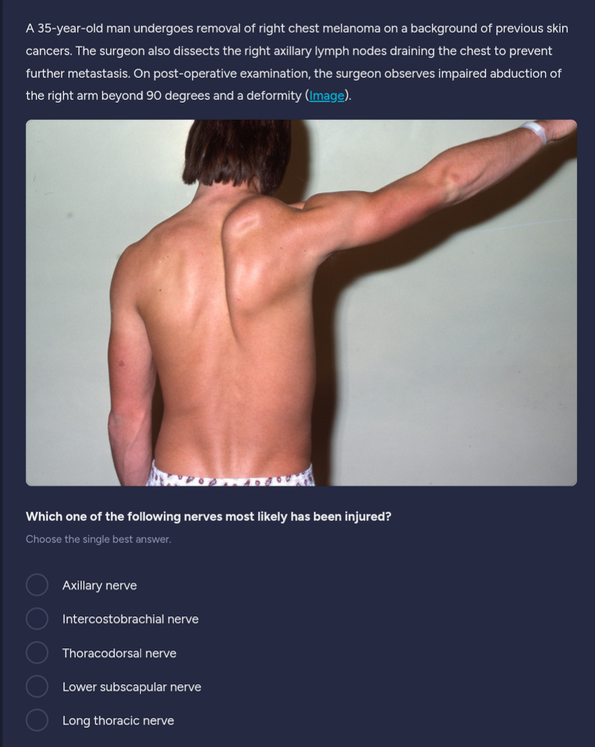 A 35-year-old man undergoes removal of right chest melanoma on a background of previous skin
cancers. The surgeon also dissects the right axillary lymph nodes draining the chest to prevent
further metastasis. On post-operative examination, the surgeon observes impaired abduction of
the right arm beyond 90 degrees and a deformity (Image).
Which one of the following nerves most likely has been injured?
Choose the single best answer.
Axillary nerve
Intercostobrachial nerve
Thoracodorsal nerve
Lower subscapular nerve
Long thoracic nerve